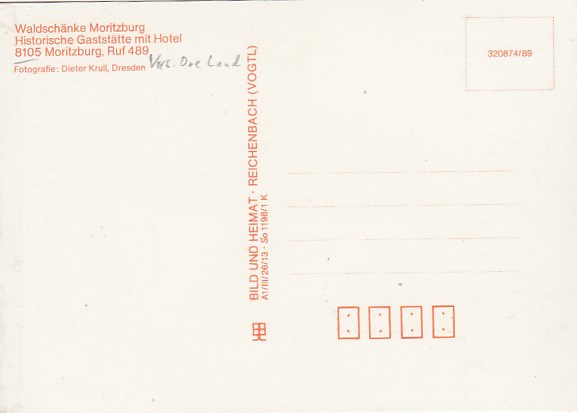 Waldschänke Moritzburg
Historische Gaststätte mit Hotel
8105 Moritzburg, Ruf 489
Fotografie: Dieter Krull, Dresden
320874/89
BILD UND HEIMAT · REICHENBACH (VOGTL)
A1/III/26/13 · So 1198/1 K